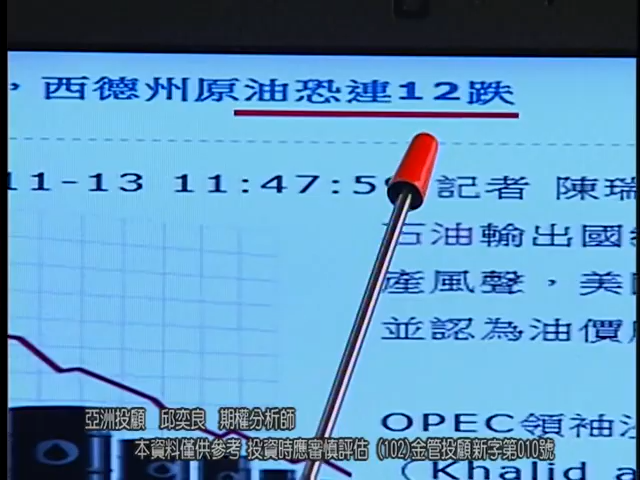 ，西德州原油恐連12跌
11-13 11:47:5 記者 陳瑞
石油輸出國
產風聲，美
並認為油價
OPEC領袖沙
（Khalid a
亞洲投顧 邱奕良 期權分析師
本資料僅供參考 投資時應審慎評估 (102)金管投顧新字第010號